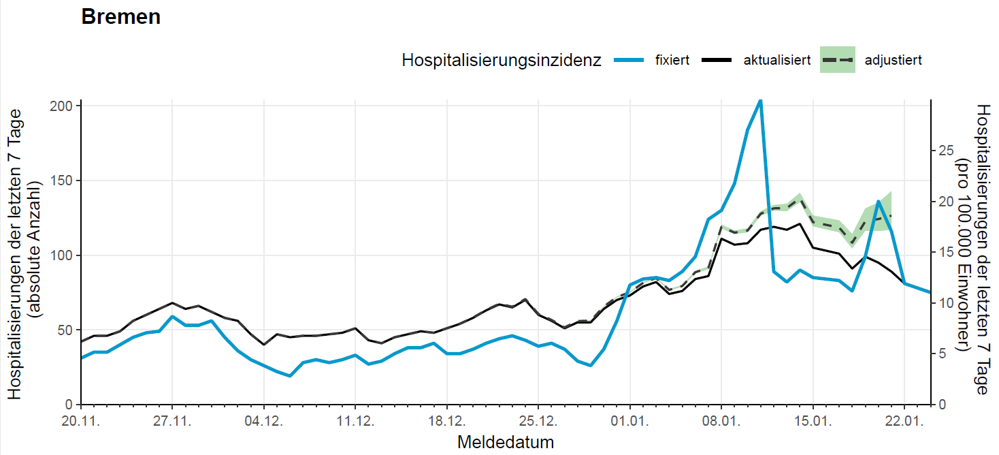 Bremen
Hospitalisierungsinzidenz fixiert aktualisiert adjustiert
Hospitalisierungen der letzten 7 Tage
(absolute Anzahl)
200
150
100
50
0
25
20
15
10
5
0
Hospitalisierungen der letzten 7 Tage
(pro 100.000 Einwohner)
20.11. 27.11. 04.12. 11.12. 18.12. 25.12. 01.01. 08.01. 15.01. 22.01.
Meldedatum